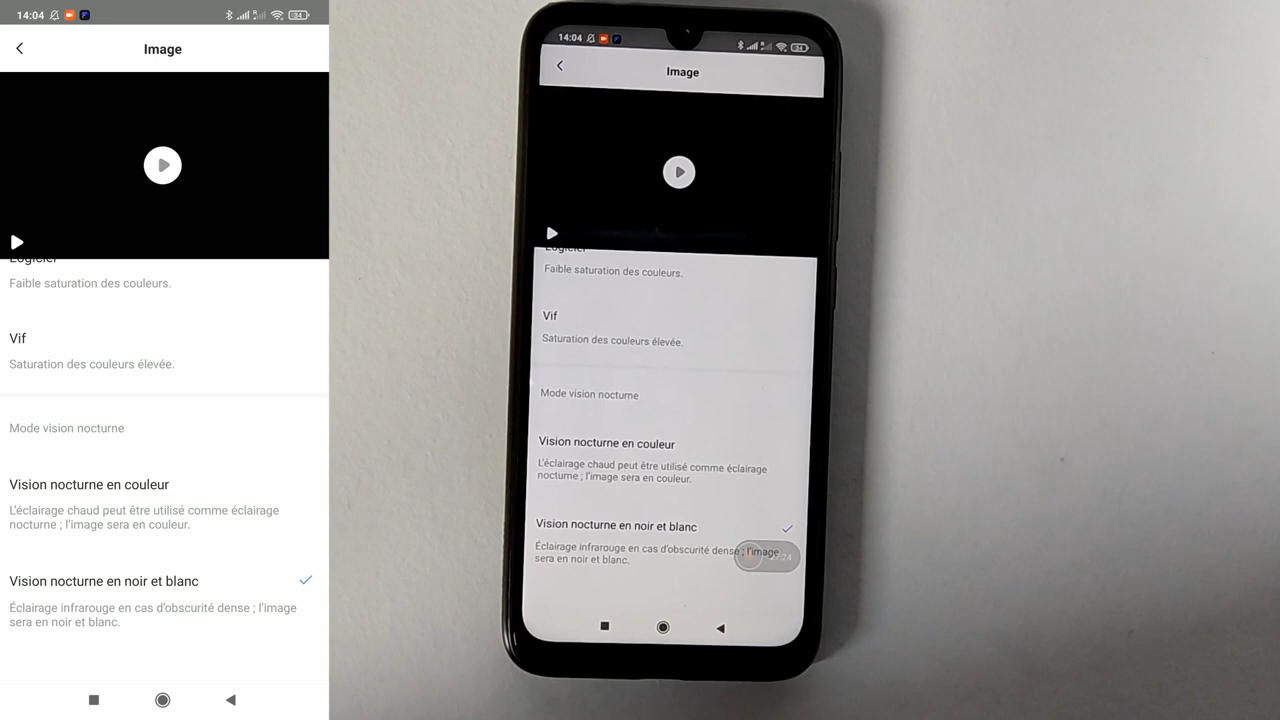 14:04
34
Image
Logiciel
Faible saturation des couleurs.
Vif
Saturation des couleurs élevée.
Mode vision nocturne
Vision nocturne en couleur
L'éclairage chaud peut être utilisé comme éclairage
nocturne ; l'image sera en couleur.
Vision nocturne en noir et blanc
Éclairage infrarouge en cas d'obscurité dense ; l'image
sera en noir et blanc.
14:04
34
Image
Logiciel
Faible saturation des couleurs.
Vif
Saturation des couleurs élevée.
Mode vision nocturne
Vision nocturne en couleur
L'éclairage chaud peut être utilisé comme éclairage
nocturne ; l'image sera en couleur.
Vision nocturne en noir et blanc
Éclairage infrarouge en cas d'obscurité dense ; l'image
sera en noir et blanc.